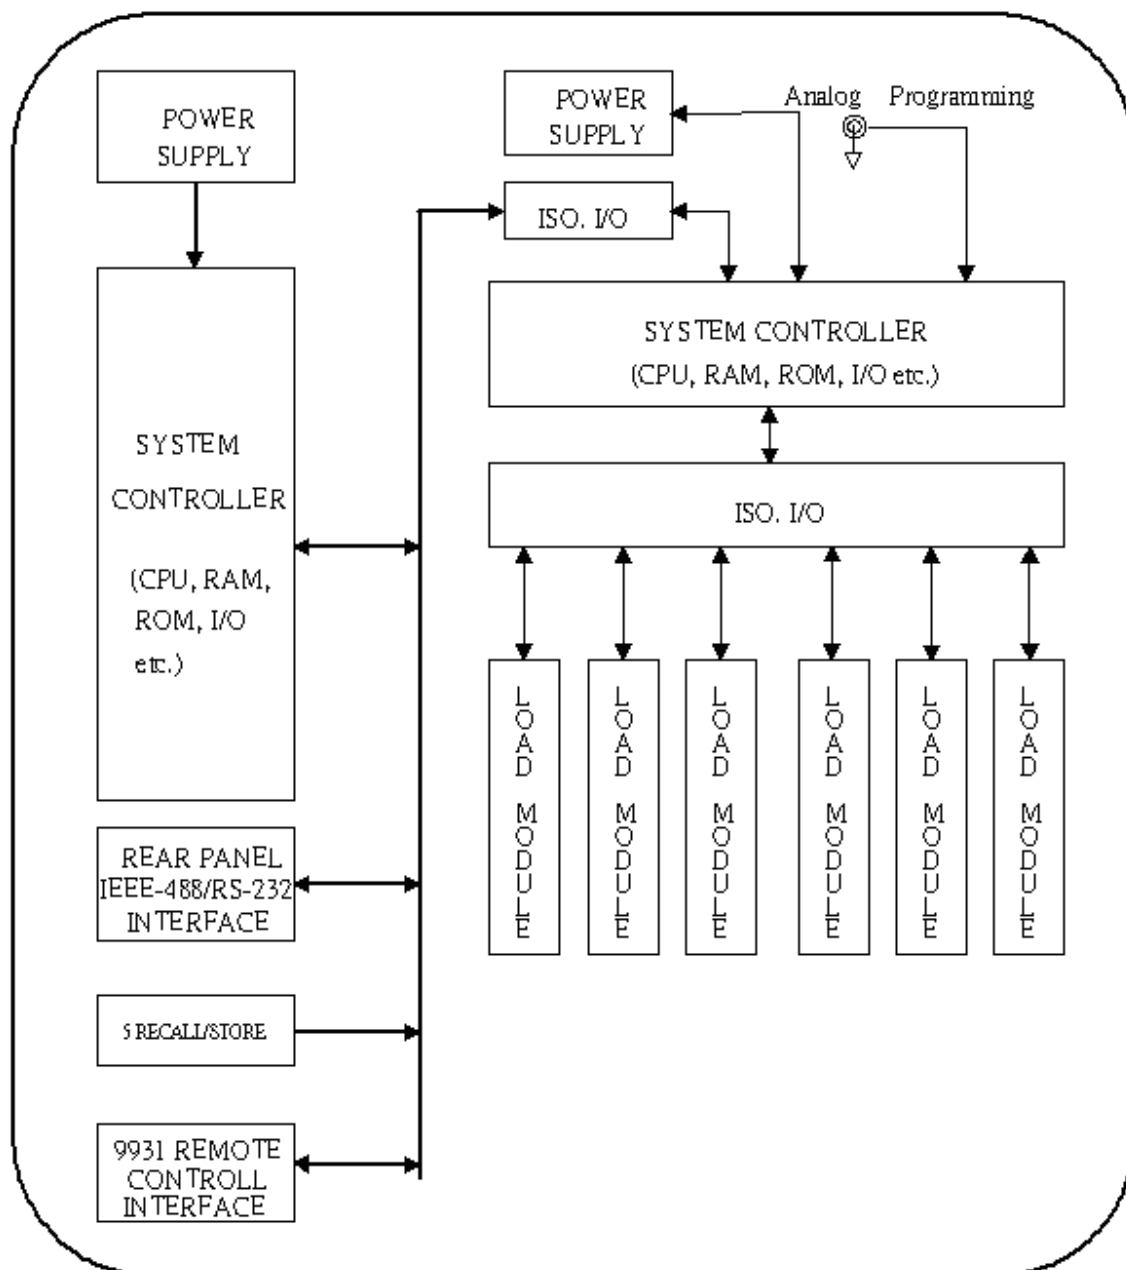 POWER
SUPPLY
SYSTEM
CONTROLLER
(CPU, RAM,
ROM, I/O
etc.)
REAR PANEL
IEEE-488/RS-232
INTERFACE
5 RECALL/STORE
9931 REMOTE
CONTROLL
INTERFACE
POWER
SUPPLY
Analog Programming
ISO. I/O
SYSTEM CONTROLLER
(CPU, RAM, ROM, I/O etc.)
ISO. I/O
LOAD MODULE
LOAD MODULE
LOAD MODULE
LOAD MODULE
LOAD MODULE
LOAD MODULE